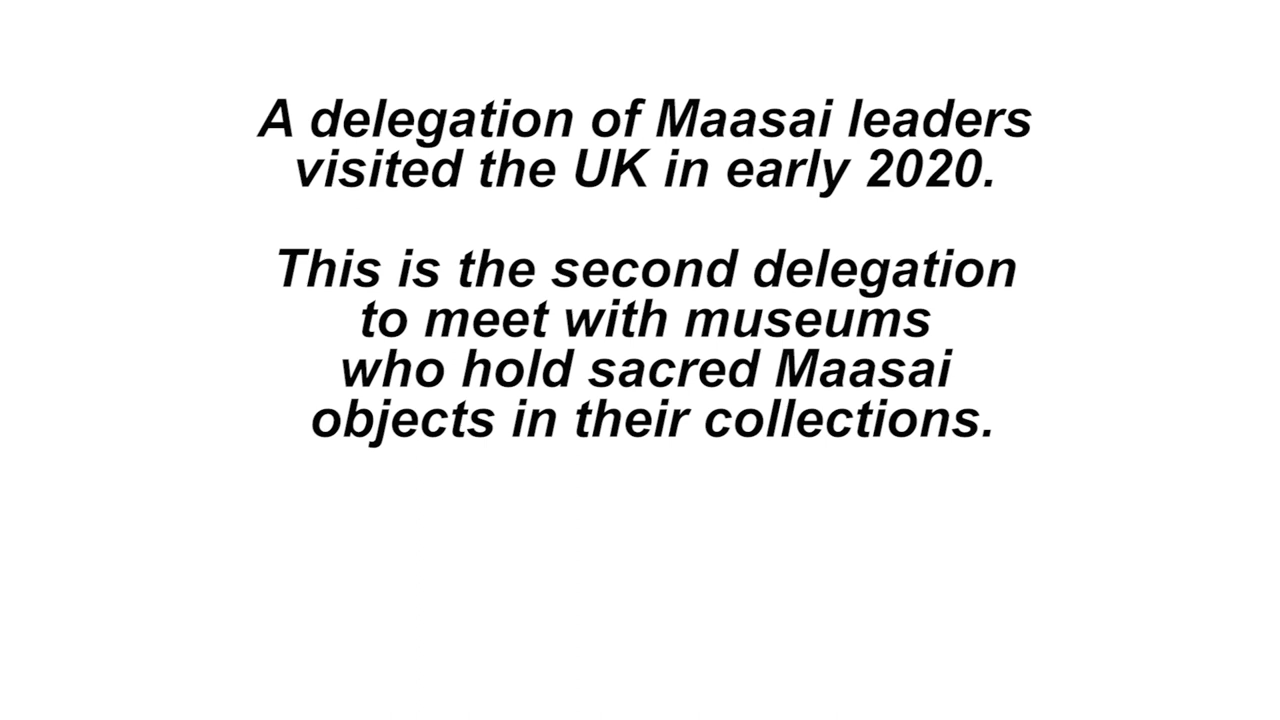 A delegation of Maasai leaders
visited the UK in early 2020.
This is the second delegation
to meet with museums
who hold sacred Maasai
objects in their collections.